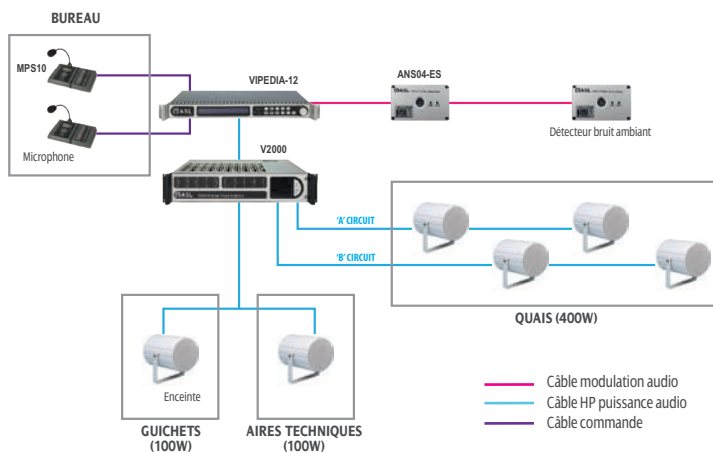 BUREAU
MPS10
Microphone
VIPEDIA-12
ANS04-ES
Détecteur bruit ambiant
V2000
ASL
'A' CIRCUIT
'B' CIRCUIT
QUAIS (400W)
Enceinte
GUICHETS
(100W)
AIRES TECHNIQUES
(100W)
Câble modulation audio
Câble HP puissance audio
Câble commande